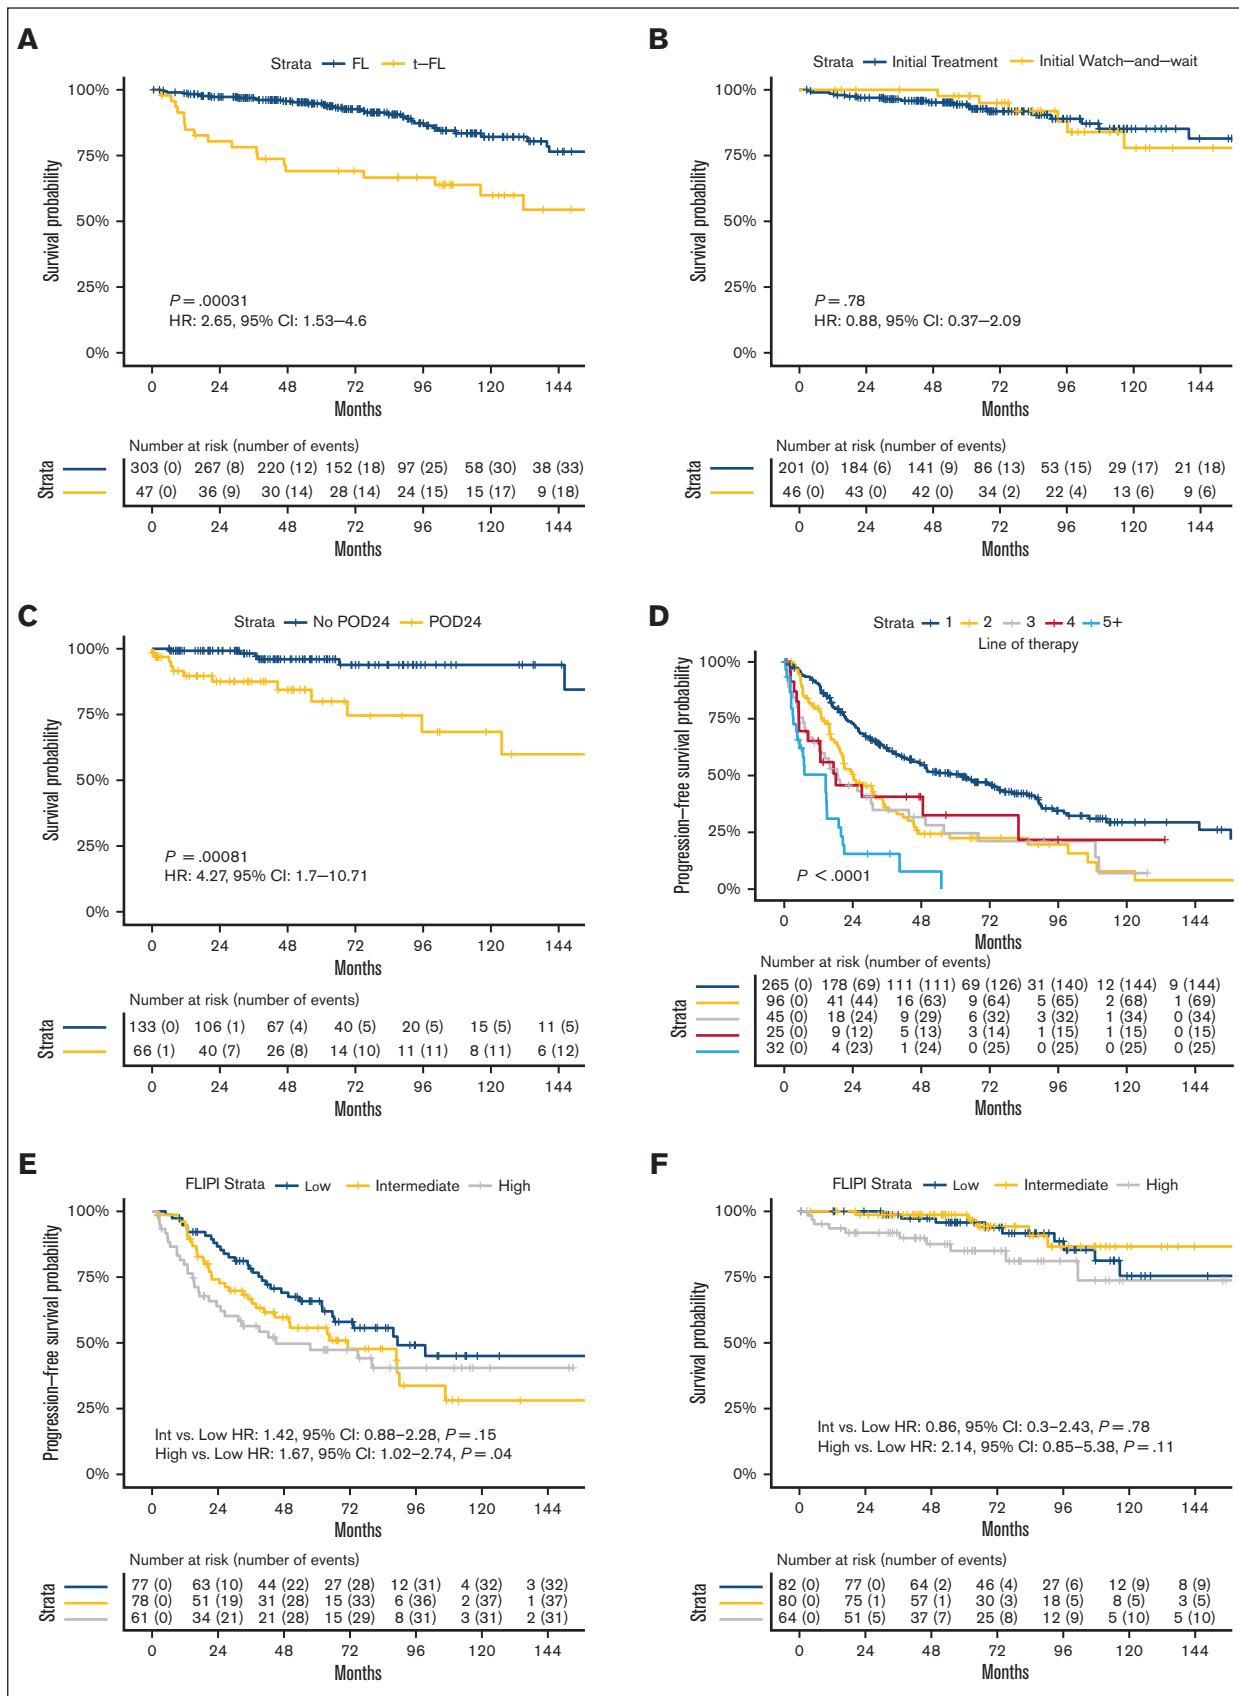 A
Strata FL t–FL
100%
75%
50%
25%
0%
Survival probability
P = .00031
HR: 2.65, 95% CI: 1.53–4.6
0 24 48 72 96 120 144
Months
Number at risk (number of events)
Strata
303 (0) 267 (8) 220 (12) 152 (18) 97 (25) 58 (30) 38 (33)
47 (0) 36 (9) 30 (14) 28 (14) 24 (15) 15 (17) 9 (18)
0 24 48 72 96 120 144
Months
B
Strata Initial Treatment Initial Watch–and–wait
100%
75%
50%
25%
0%
Survival probability
P = .78
HR: 0.88, 95% CI: 0.37–2.09
0 24 48 72 96 120 144
Months
Number at risk (number of events)
Strata
201 (0) 184 (6) 141 (9) 86 (13) 53 (15) 29 (17) 21 (18)
46 (0) 43 (0) 42 (0) 34 (2) 22 (4) 13 (6) 9 (6)
0 24 48 72 96 120 144
Months
C
Strata No POD24 POD24
100%
75%
50%
25%
0%
Survival probability
P = .00081
HR: 4.27, 95% CI: 1.7–10.71
0 24 48 72 96 120 144
Months
Number at risk (number of events)
Strata
133 (0) 106 (1) 67 (4) 40 (5) 20 (5) 15 (5) 11 (5)
66 (1) 40 (7) 26 (8) 14 (10) 11 (11) 8 (11) 6 (12)
0 24 48 72 96 120 144
Months
D
Strata 1 2 3 4 5+
Line of therapy
100%
75%
50%
25%
0%
Progression–free survival probability
P < .0001
0 24 48 72 96 120 144
Months
Number at risk (number of events)
Strata
265 (0) 178 (69) 111 (111) 69 (126) 31 (140) 12 (144) 9 (144)
96 (0) 41 (44) 16 (63) 9 (64) 5 (65) 2 (68) 1 (69)
45 (0) 18 (24) 9 (29) 6 (32) 3 (32) 1 (34) 0 (34)
25 (0) 9 (12) 5 (13) 3 (14) 1 (15) 1 (15) 0 (15)
32 (0) 4 (23) 1 (24) 0 (25) 0 (25) 0 (25) 0 (25)
0 24 48 72 96 120 144
Months
E
FLIPI Strata Low Intermediate High
100%
75%
50%
25%
0%
Progression–free survival probability
Int vs. Low HR: 1.42, 95% CI: 0.88–2.28, P = .15
High vs. Low HR: 1.67, 95% CI: 1.02–2.74, P = .04
0 24 48 72 96 120 144
Months
Number at risk (number of events)
Strata
77 (0) 63 (10) 44 (22) 27 (28) 12 (31) 4 (32) 3 (32)
78 (0) 51 (19) 31 (28) 15 (33) 6 (36) 2 (37) 1 (37)
61 (0) 34 (21) 21 (28) 15 (29) 8 (31) 3 (31) 2 (31)
0 24 48 72 96 120 144
Months
F
FLIPI Strata Low Intermediate High
100%
75%
50%
25%
0%
Survival probability
Int vs. Low HR: 0.86, 95% CI: 0.3–2.43, P = .78
High vs. Low HR: 2.14, 95% CI: 0.85–5.38, P = .11
0 24 48 72 96 120 144
Months
Number at risk (number of events)
Strata
82 (0) 77 (0) 64 (2) 46 (4) 27 (6) 12 (9) 8 (9)
80 (0) 75 (1) 57 (1) 30 (3) 18 (5) 8 (5) 3 (5)
64 (0) 51 (5) 37 (7) 25 (8) 12 (9) 5 (10) 5 (10)
0 24 48 72 96 120 144
Months